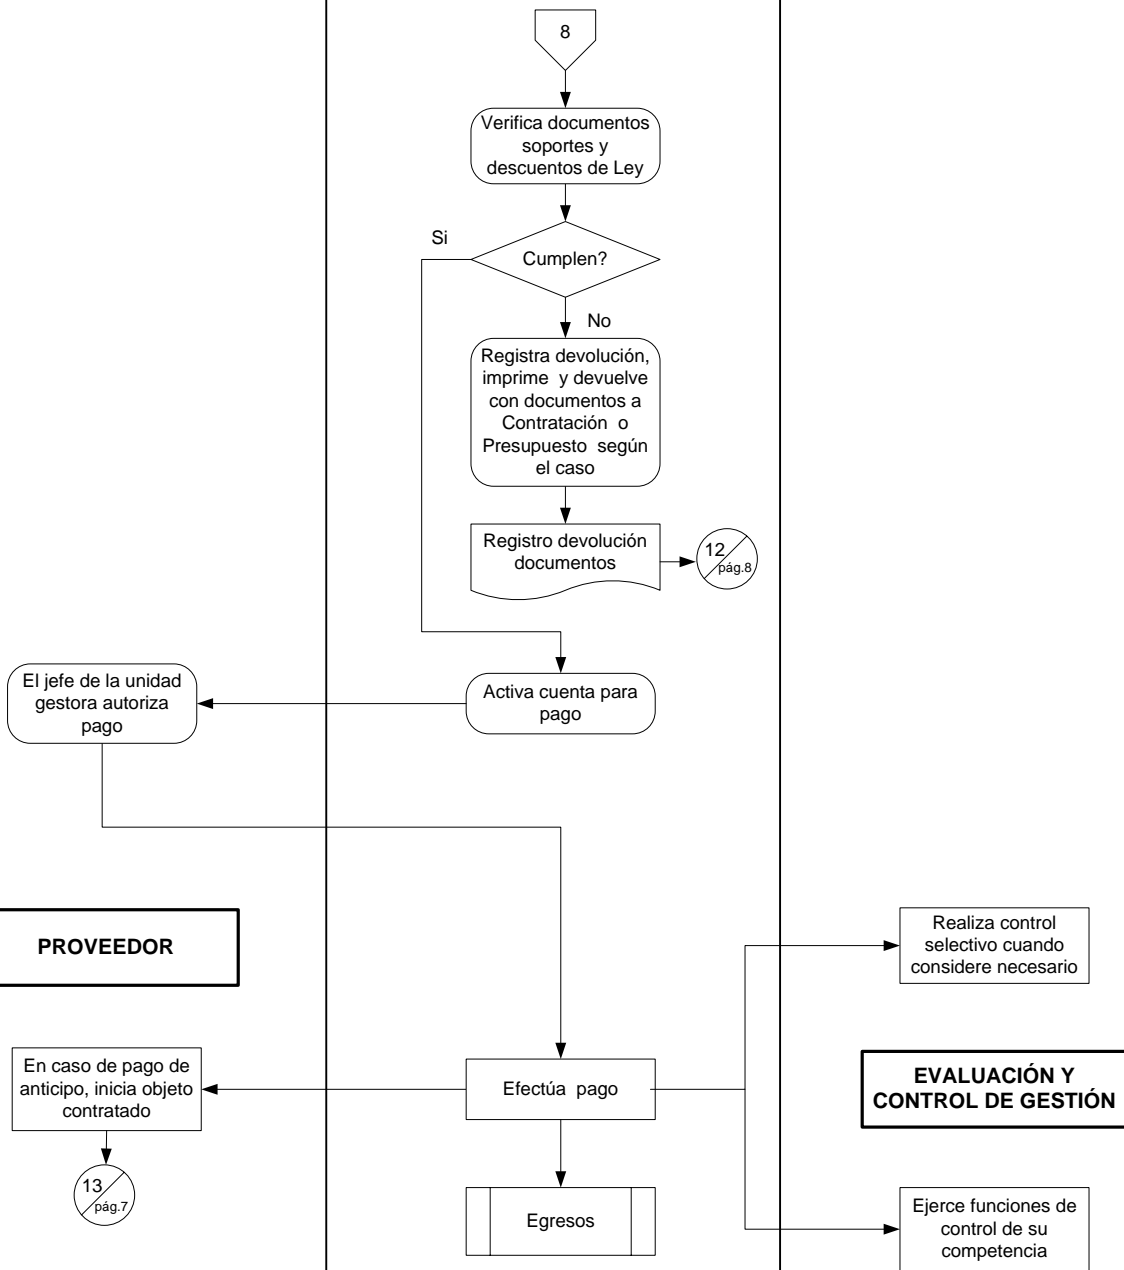 8
Verifica documentos
soportes y
descuentos de Ley
Si
Cumplen?
No
Registra devolución,
imprime y devuelve
con documentos a
Contratación o
Presupuesto según
el caso
Registro devolución
documentos
12
pág.8
El jefe de la unidad
gestora autoriza
pago
Activa cuenta para
pago
PROVEEDOR
Realiza control
selectivo cuando
considere necesario
En caso de pago de
anticipo, inicia objeto
contratado
Efectúa pago
EVALUACIÓN Y
CONTROL DE GESTIÓN
13
pág.7
Egresos
Ejerce funciones de
control de su
competencia